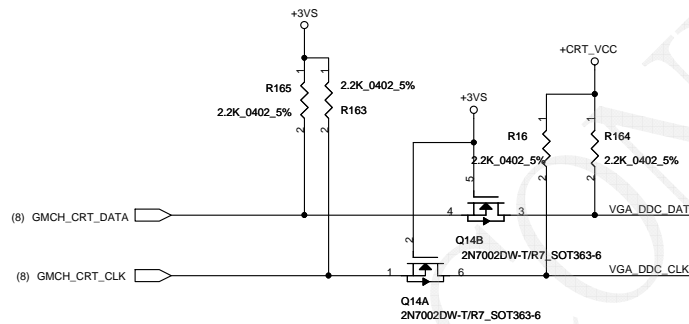 +3VS
+CRT_VCC
R165
2.2K_0402_5%
2.2K_0402_5%
R163
+3VS
R16
2.2K_0402_5%
R164
2.2K_0402_5%
1
2
1
2
1
2
1
2
5
(8) GMCH_CRT_DATA
4
3
VGA_DDC_DAT
Q14B
2N7002DW-T/R7_SOT363-6
2
(8) GMCH_CRT_CLK
1
6
VGA_DDC_CLK
Q14A
2N7002DW-T/R7_SOT363-6